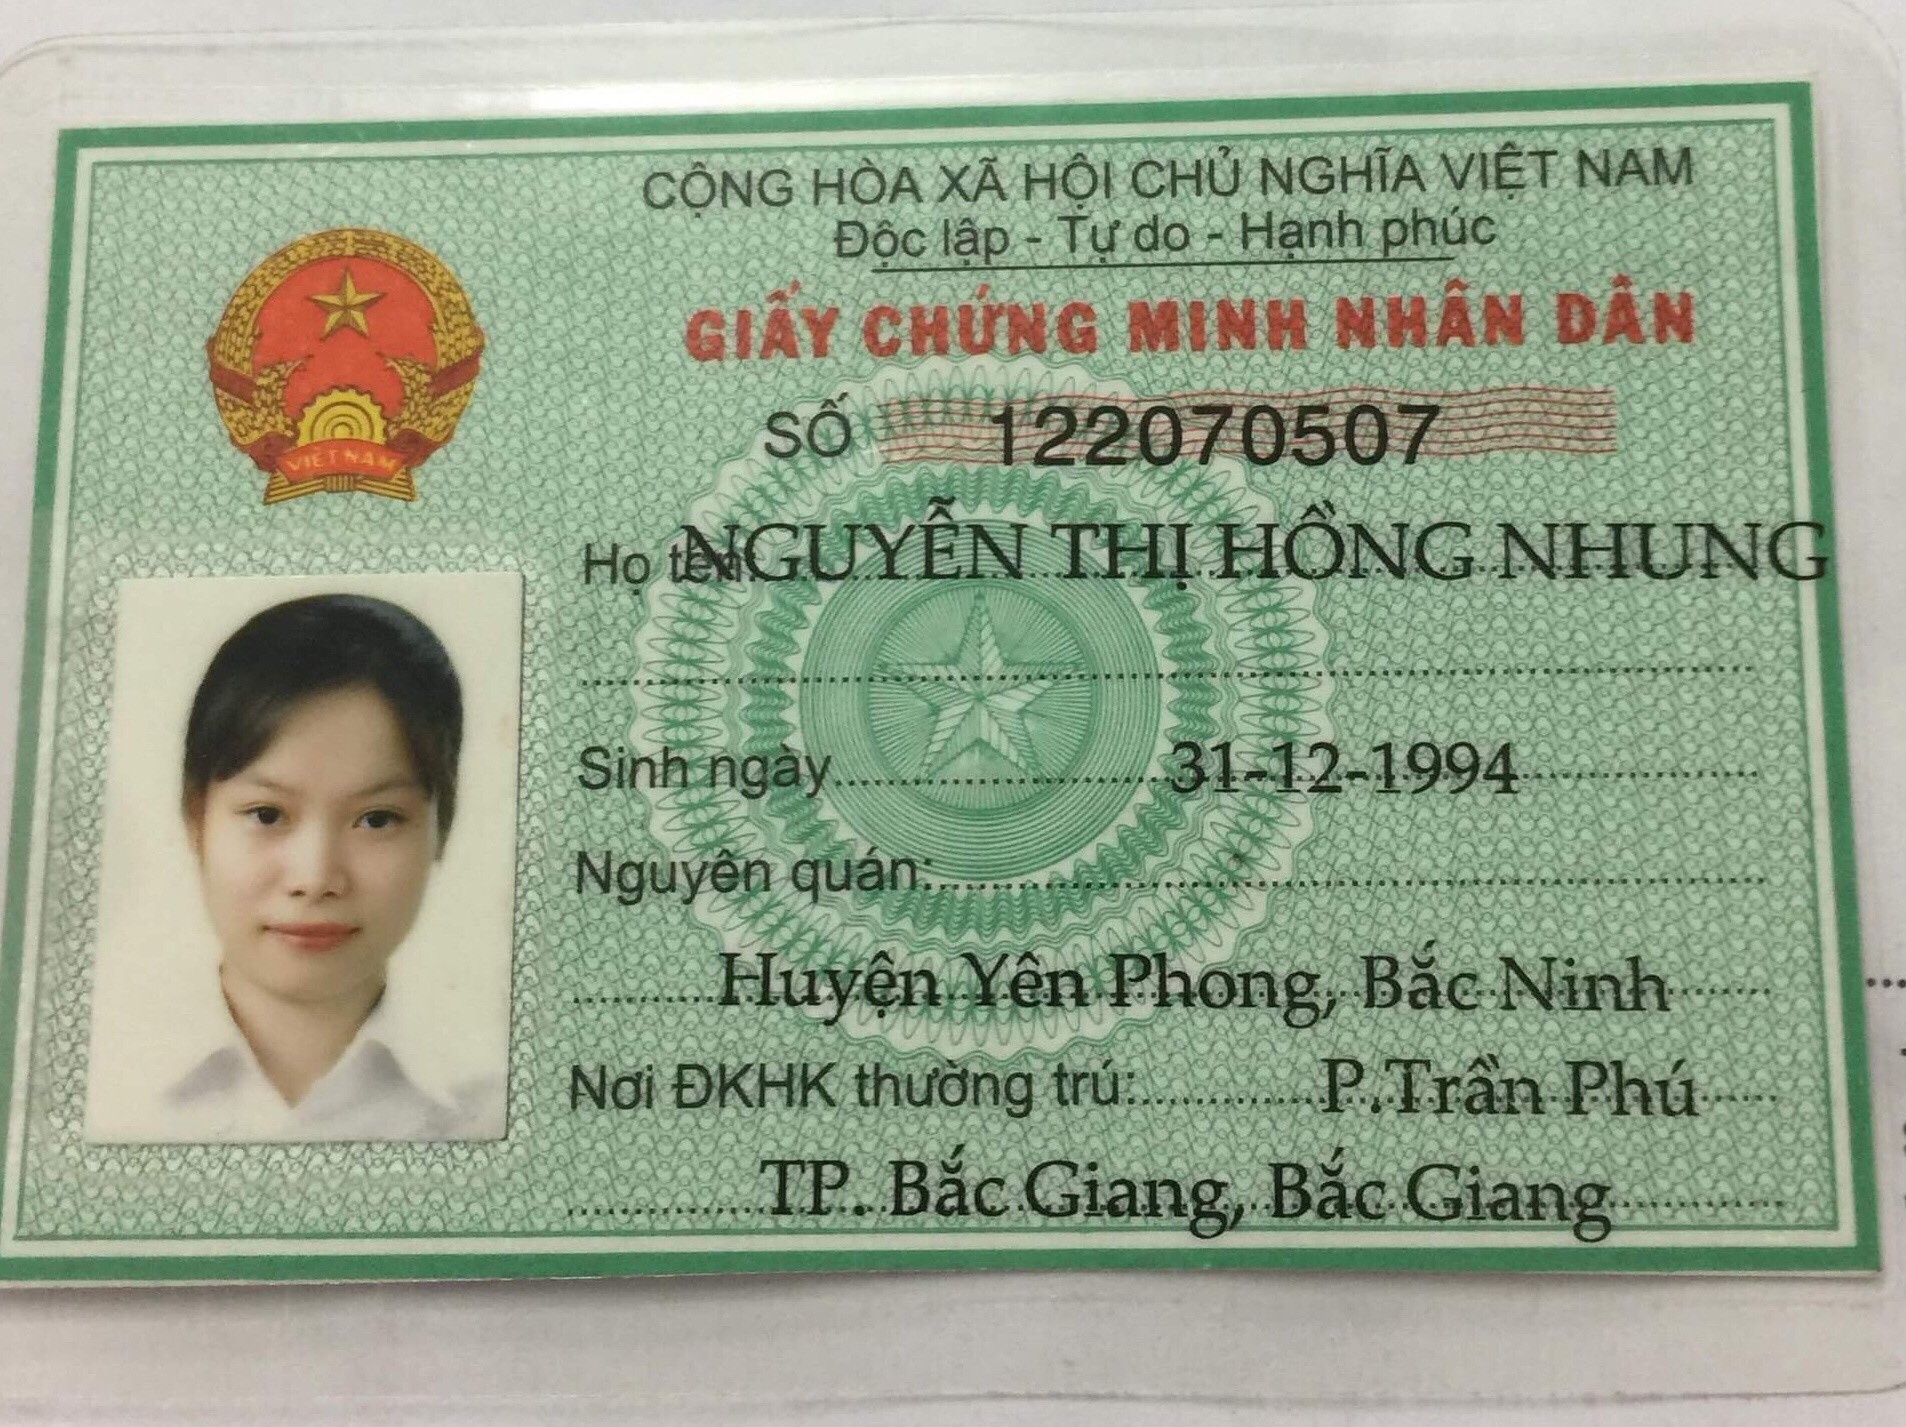 CỘNG HÒA XÃ HỘI CHỦ NGHĨA VIỆT NAM
Độc lập - Tự do - Hạnh phúc
GIẤY CHỨNG MINH NHÂN DÂN
SỐ 122070507
VIỆT NAM
Họ tên: NGUYỄN THỊ HỒNG NHUNG
Sinh ngày 31-12-1994
Nguyên quán:
Huyện Yên Phong, Bắc Ninh
Nơi ĐKHK thường trú: P.Trần Phú
TP. Bắc Giang, Bắc Giang